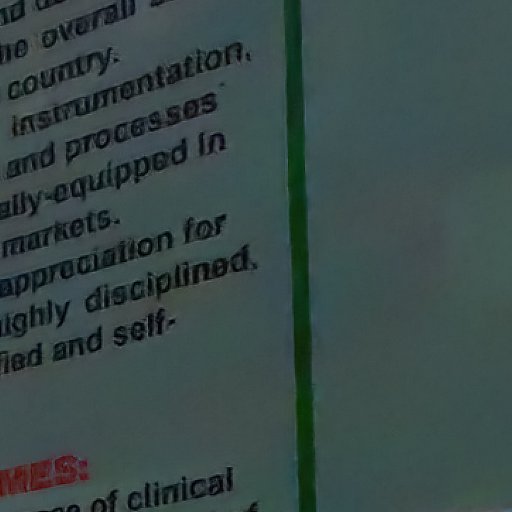 he overall
country.
instrumentation,
and processes
ally-equipped in
markets.
appreciation for
ighly disciplined,
fied and self-
MES:
of clinical